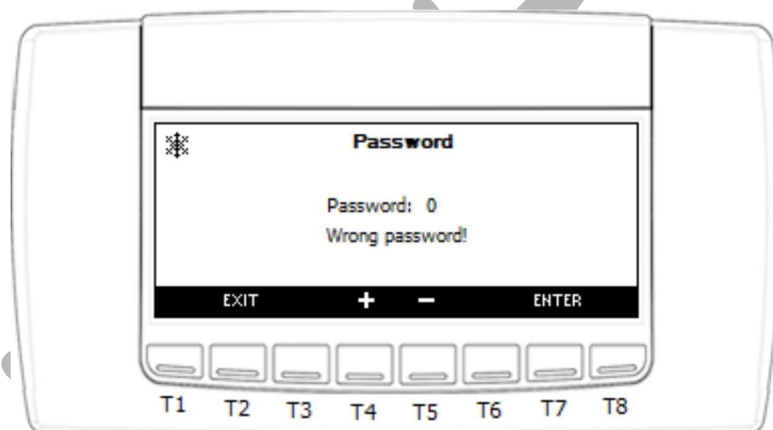 Password
Password: 0
Wrong password!
EXIT + - ENTER
T1 T2 T3 T4 T5 T6 T7 T8